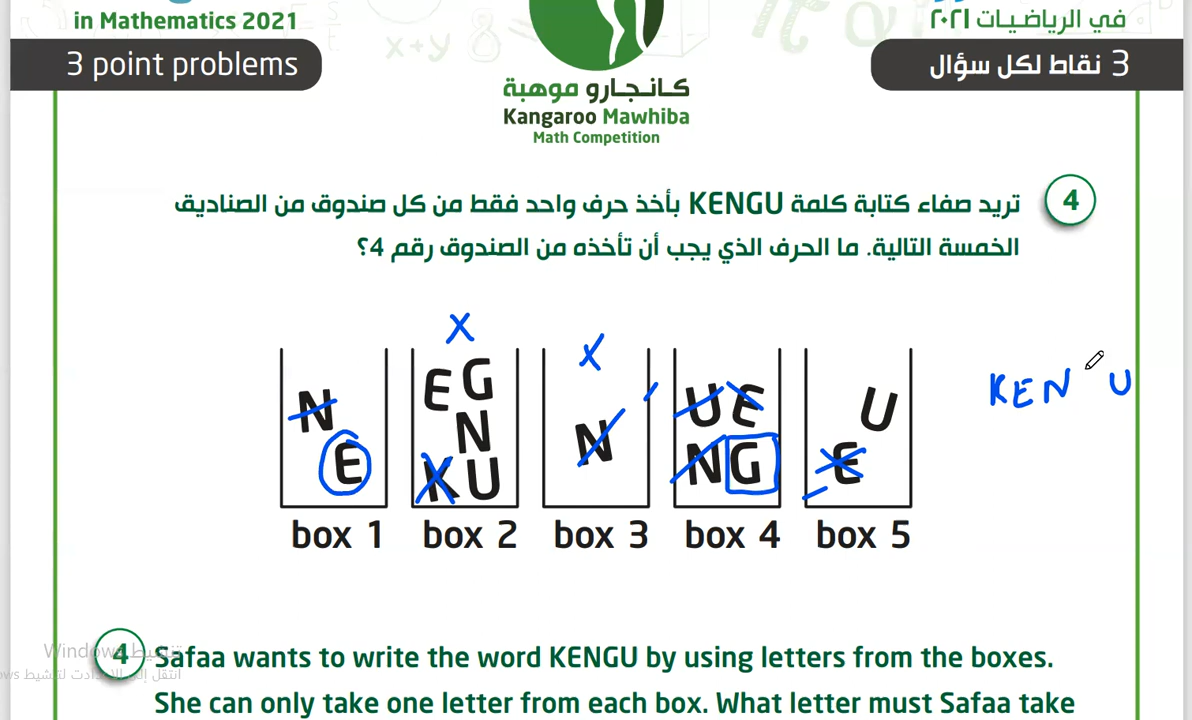 in Mathematics 2021
في الرياضيات ٢٠٢١
3 point problems
3 نقاط لكل سؤال
كانجارو موهبة
Kangaroo Mawhiba
Math Competition
x+y
4
تريد صفاء كتابة كلمة KENGU بأخذ حرف واحد فقط من كل صندوق من الصناديق
الخمسة التالية. ما الحرف الذي يجب أن تأخذه من الصندوق رقم 4؟
X X
N E
E G N K U
N
U E N G
U E
KEN U
box 1 box 2 box 3 box 4 box 5
تنشيط Windows
4 Safaa wants to write the word KENGU by using letters from the boxes.
She can only take one letter from each box. What letter must Safaa take